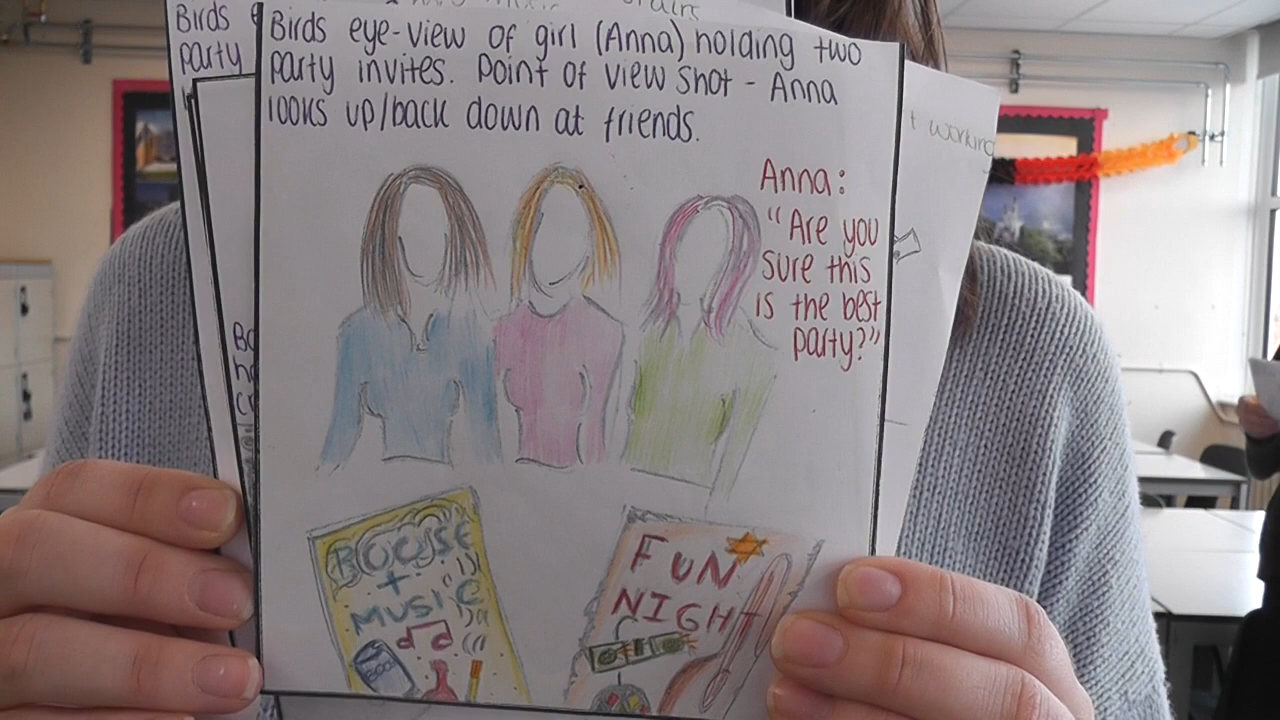 Birds eye-view of girl (Anna) holding two
party invites. Point of view shot - Anna
looks up/back down at friends.
Anna:
"Are you
sure this
is the best
party?"
BOOSE
+
MUSIC
FUN
NIGHT
Birds
party
t working
stairs